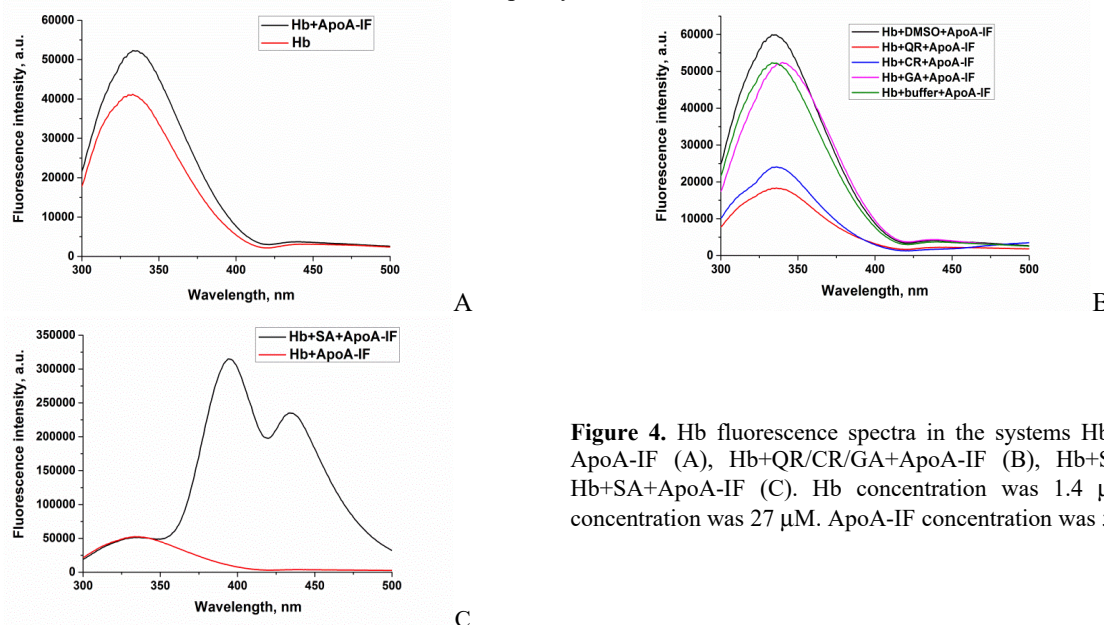 60000
50000
40000
30000
20000
10000
0
Fluorescence intensity, a.u.
Hb+ApoA-IF
Hb
300 350 400 450 500
Wavelength, nm
A
60000
50000
40000
30000
20000
10000
0
Fluorescence intensity, a.u.
Hb+DMSO+ApoA-IF
Hb+QR+ApoA-IF
Hb+CR+ApoA-IF
Hb+GA+ApoA-IF
Hb+buffer+ApoA-IF
300 350 400 450 500
Wavelength, nm
B
350000
300000
250000
200000
150000
100000
50000
0
Fluorescence intensity, a.u.
Hb+SA+ApoA-IF
Hb+ApoA-IF
300 350 400 450 500
Wavelength, nm
C
Figure 4. Hb fluorescence spectra in the systems Hb
ApoA-IF (A), Hb+QR/CR/GA+ApoA-IF (B),
Hb+SA+ApoA-IF (C). Hb concentration was 1.4
concentration was 27 μM. ApoA-IF concentration was